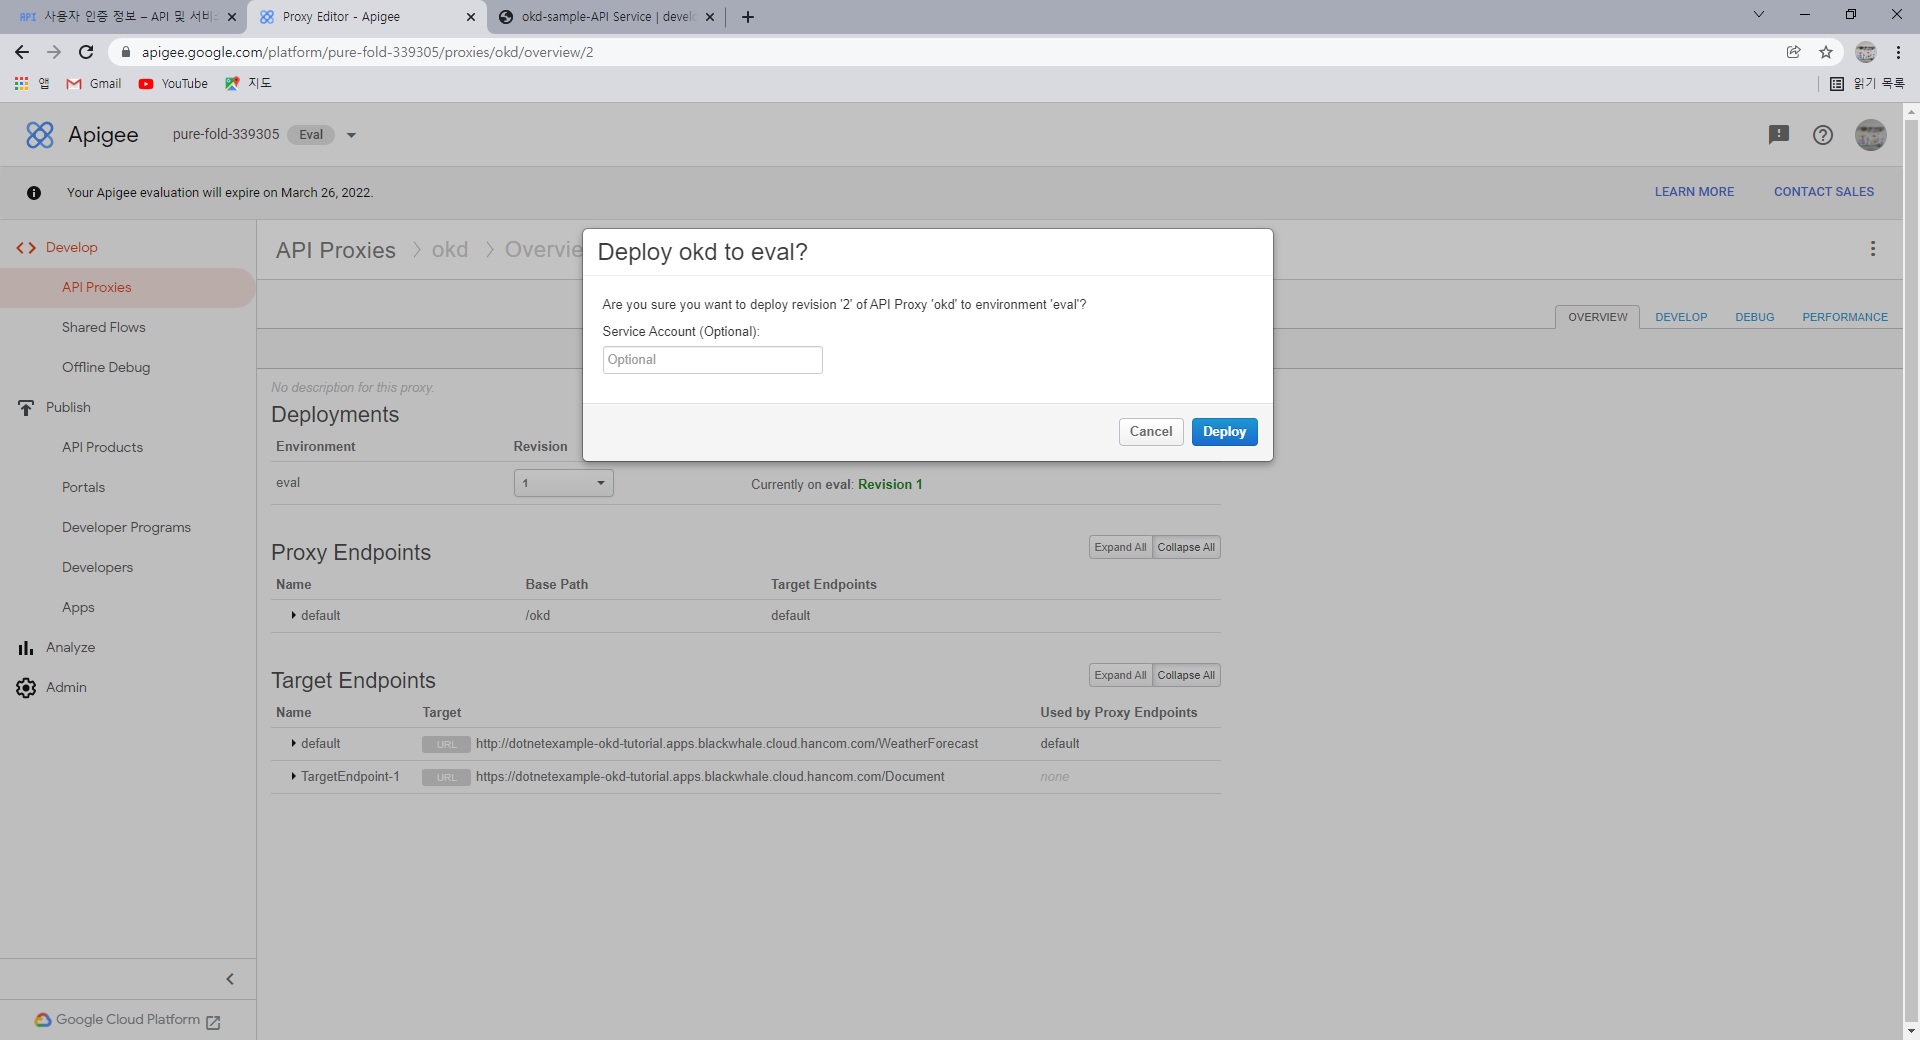 사용자 인증 정보 – API 및 서비스
Proxy Editor - Apigee
okd-sample-API Service | devel
apigee.google.com/platform/pure-fold-339305/proxies/okd/overview/2
앱
Gmail
YouTube
지도
읽기 목록
Apigee
pure-fold-339305
Eval
Your Apigee evaluation will expire on March 26, 2022.
LEARN MORE
CONTACT SALES
Develop
API Proxies
Shared Flows
Offline Debug
Publish
API Products
Portals
Developer Programs
Developers
Apps
Analyze
Admin
Google Cloud Platform
API Proxies
okd
Overvie
OVERVIEW
DEVELOP
DEBUG
PERFORMANCE
Deploy okd to eval?
Are you sure you want to deploy revision '2' of API Proxy 'okd' to environment 'eval'?
Service Account (Optional):
Optional
Cancel
Deploy
No description for this proxy.
Deployments
Environment Revision
eval 1 Currently on eval: Revision 1
Proxy Endpoints
Expand All Collapse All
Name Base Path Target Endpoints
default /okd default
Target Endpoints
Expand All Collapse All
Name Target Used by Proxy Endpoints
default URL http://dotnetexample-okd-tutorial.apps.blackwhale.cloud.hancom.com/WeatherForecast default
TargetEndpoint-1 URL https://dotnetexample-okd-tutorial.apps.blackwhale.cloud.hancom.com/Document none